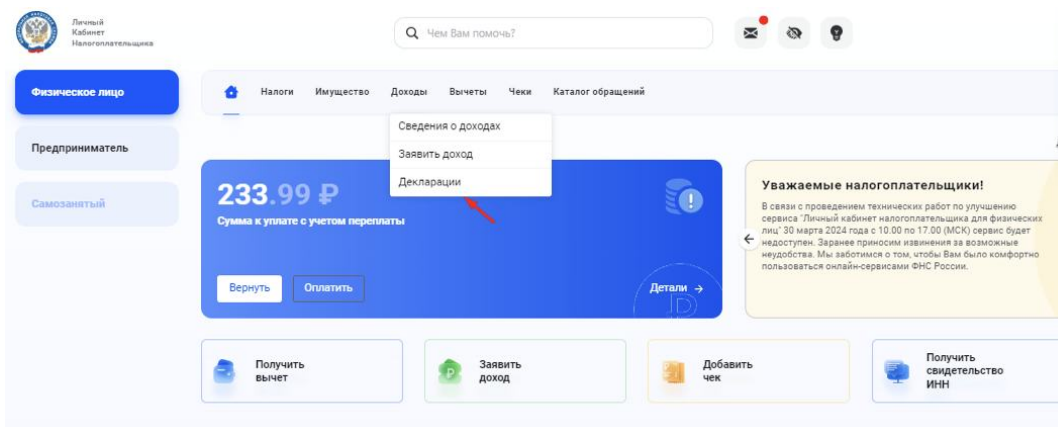 Личный
Кабинет
Налогоплательщика
Чем Вам помочь?
Физическое лицо
Предприниматель
Самозанятый
Налоги Имущество Доходы Вычеты Чеки Каталог обращений
Сведения о доходах
Заявить доход
Декларации
233.99 ₽
Сумма к уплате с учетом переплаты
Вернуть Оплатить Детали →
Уважаемые налогоплательщики!
В связи с проведением технических работ по улучшению
сервиса "Личный кабинет налогоплательщика для физических
лиц" 30 марта 2024 года с 10.00 по 17.00 (МСК) сервис будет
недоступен. Заранее приносим извинения за возможные
неудобства. Мы заботимся о том, чтобы Вам было комфортно
пользоваться онлайн-сервисами ФНС России.
Получить
вычет
Заявить
доход
Добавить
чек
Получить
свидетельство
ИНН